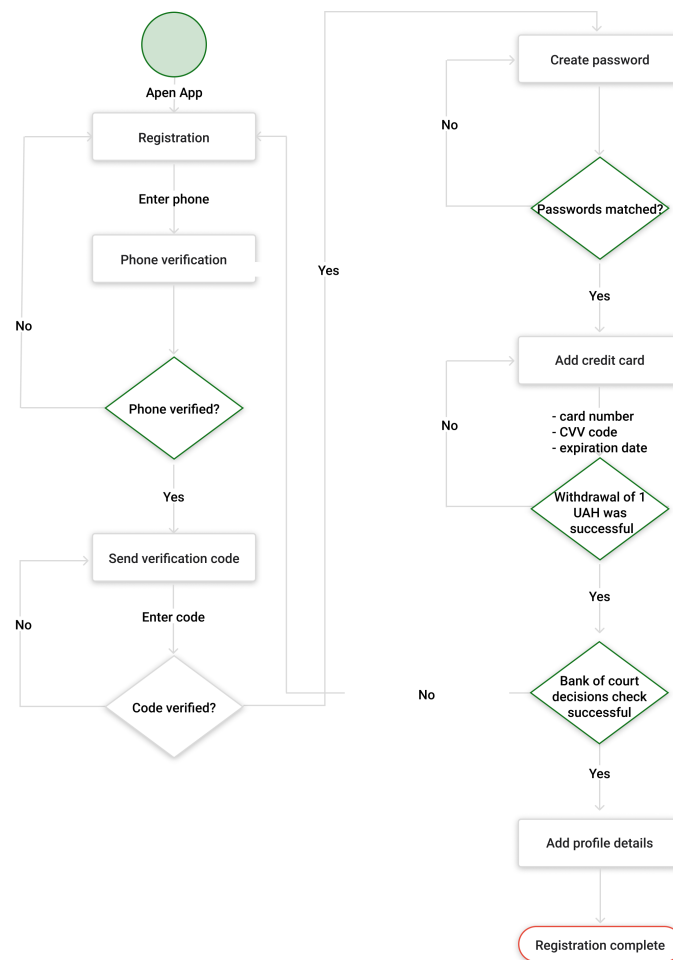 Apen App
Registration
Enter phone
Phone verification
No
Phone verified?
Yes
Send verification code
No
Enter code
Code verified?
Yes
Create password
No
Passwords matched?
Yes
Add credit card
No
- card number
- CVV code
- expiration date
Withdrawal of 1
UAH was
successful
Yes
Bank of court
decisions check
successful
No
Yes
Add profile details
Registration complete